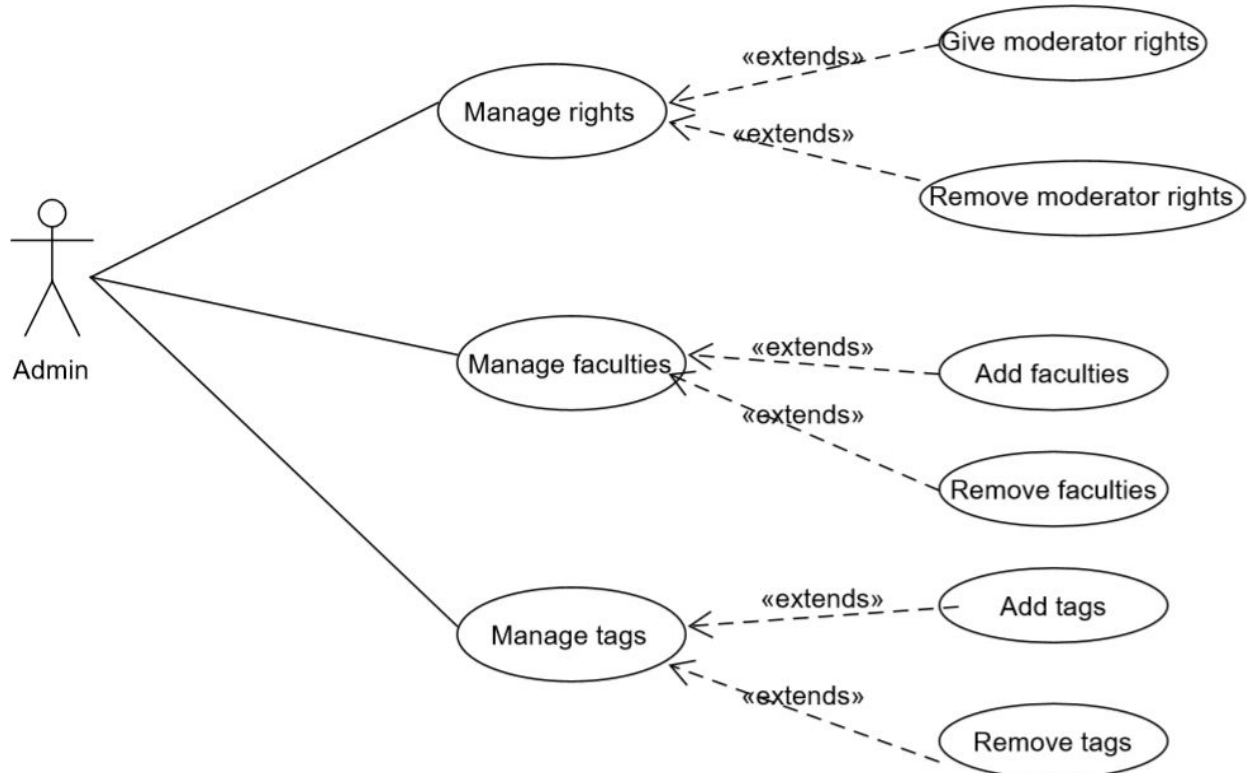 Give moderator rights
«extends»
Manage rights
«extends»
Remove moderator rights
Admin
«extends»
Manage faculties
Add faculties
«extends»
Remove faculties
«extends»
Add tags
Manage tags
«extends»
Remove tags